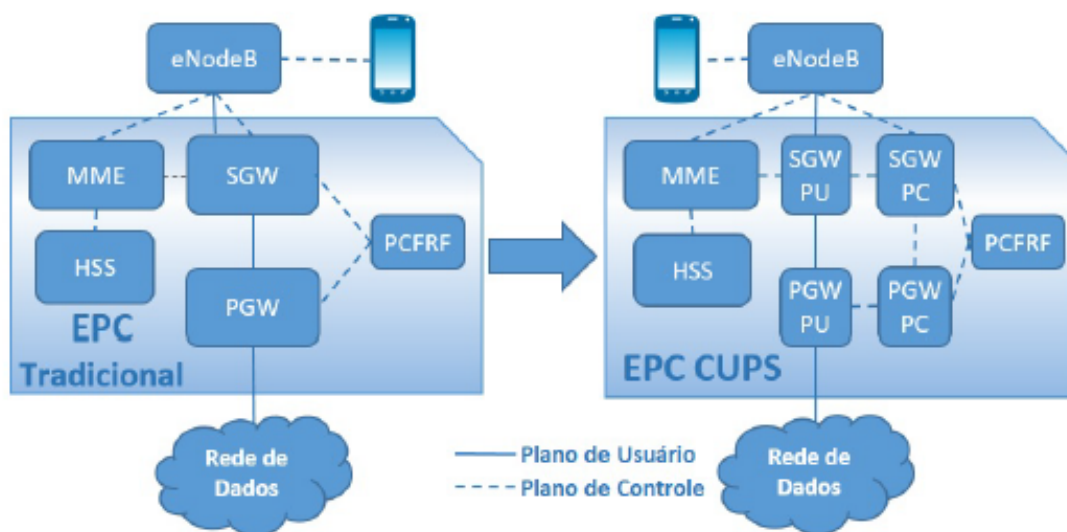 eNodeB
MME
SGW
HSS
PCFRF
PGW
EPC
Tradicional
Rede de
Dados
eNodeB
MME
SGW
PU
SGW
PC
HSS
PCFRF
PGW
PU
PGW
PC
EPC CUPS
Rede de
Dados
Plano de Usuário
Plano de Controle